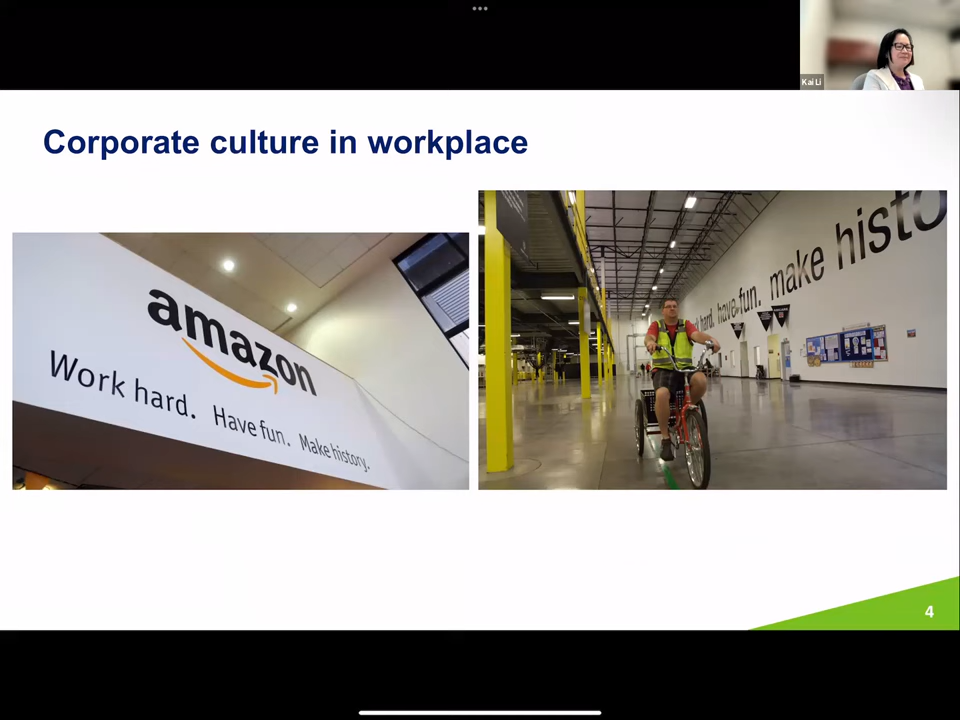 Kai Li
Corporate culture in workplace
amazon
Work hard. Have fun. Make history.
hard. have fun. make histo
4